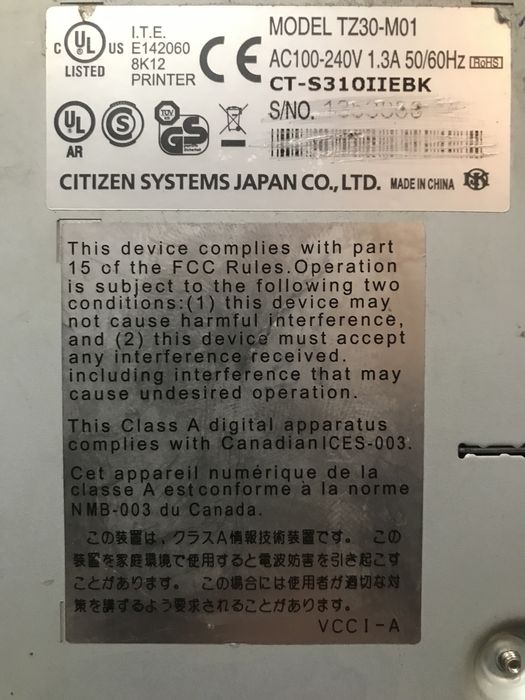 I.T.E.
C UL US E142060
LISTED 8K12
PRINTER
CE
MODEL TZ30-M01
AC100-240V 1.3A 50/60Hz RoHS
CT-S310IIEBK
S/NO.
UL
AR
S
GS
CITIZEN SYSTEMS JAPAN CO., LTD. MADE IN CHINA
This device complies with part
15 of the FCC Rules.Operation
is subject to the following two
conditions:(1) this device may
not cause harmful interference,
and (2) this device must accept
any interference received.
including interference that may
cause undesired operation.
This Class A digital apparatus
complies with Canadian ICES-003.
Cet appareil numérique de la
classe A est conforme à la norme
NMB-003 du Canada.
この装置は，クラスA情報技術装置です。 この
装置を家庭環境で使用すると電波妨害を引き起こす
ことがあります。 この場合には使用者が適切な対
策を講ずるよう要求されることがあります。
VCCI-A